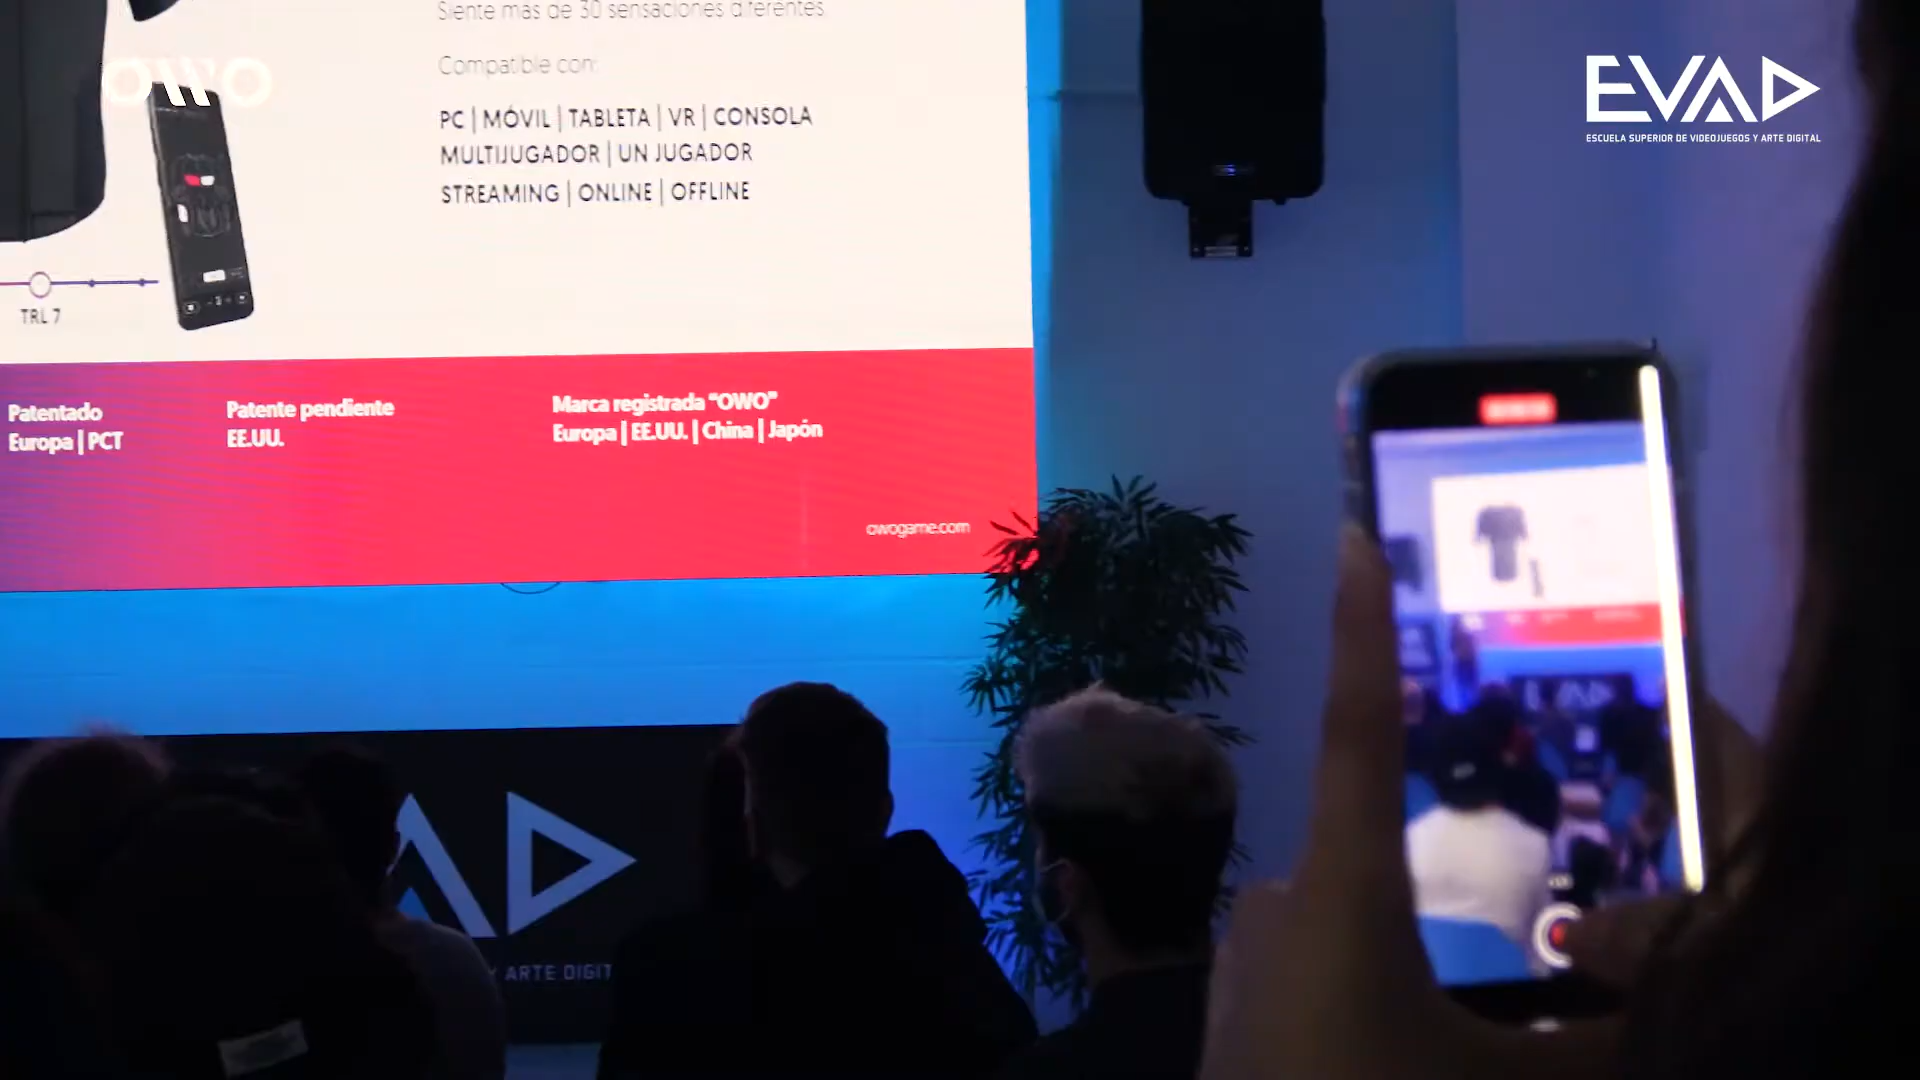 Siente más de 30 sensaciones diferentes.
OWO
Compatible con:
PC | MÓVIL | TABLETA | VR | CONSOLA
MULTIJUGADOR | UN JUGADOR
STREAMING | ONLINE | OFFLINE
TRL 7
Patentado
Europa | PCT
Patente pendiente
EE.UU.
Marca registrada “OWO”
Europa | EE.UU. | China | Japón
owogame.com
EVAD
ESCUELA SUPERIOR DE VIDEOJUEGOS Y ARTE DIGITAL
AD
Y ARTE DIGIT